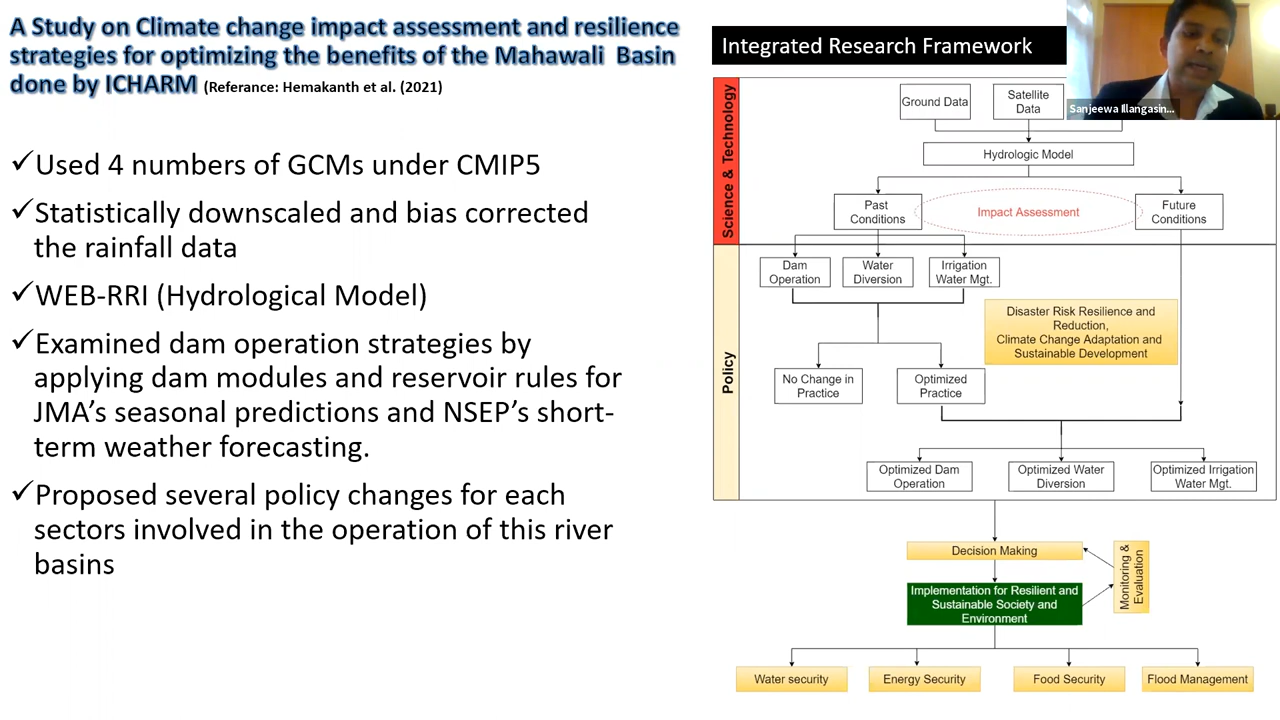 A Study on Climate change impact assessment and resilience
strategies for optimizing the benefits of the Mahawali Basin
done by ICHARM (Referance: Hemakanth et al. (2021)
✓Used 4 numbers of GCMs under CMIP5
✓Statistically downscaled and bias corrected
the rainfall data
✓WEB-RRI (Hydrological Model)
✓Examined dam operation strategies by
applying dam modules and reservoir rules for
JMA’s seasonal predictions and NSEP’s short-
term weather forecasting.
✓Proposed several policy changes for each
sectors involved in the operation of this river
basins
Integrated Research Framework
Sanjeewa Illangasin...
Science & Technology
Ground Data
Satellite
Data
Hydrologic Model
Past
Conditions
Impact Assessment
Future
Conditions
Policy
Dam
Operation
Water
Diversion
Irrigation
Water Mgt.
Disaster Risk Resilience and
Reduction,
Climate Change Adaptation and
Sustainable Development
No Change in
Practice
Optimized
Practice
Optimized Dam
Operation
Optimized Water
Diversion
Optimized Irrigation
Water Mgt.
Decision Making
Monitoring &
Evaluation
Implementation for Resilient and
Sustainable Society and
Environment
Water security
Energy Security
Food Security
Flood Management